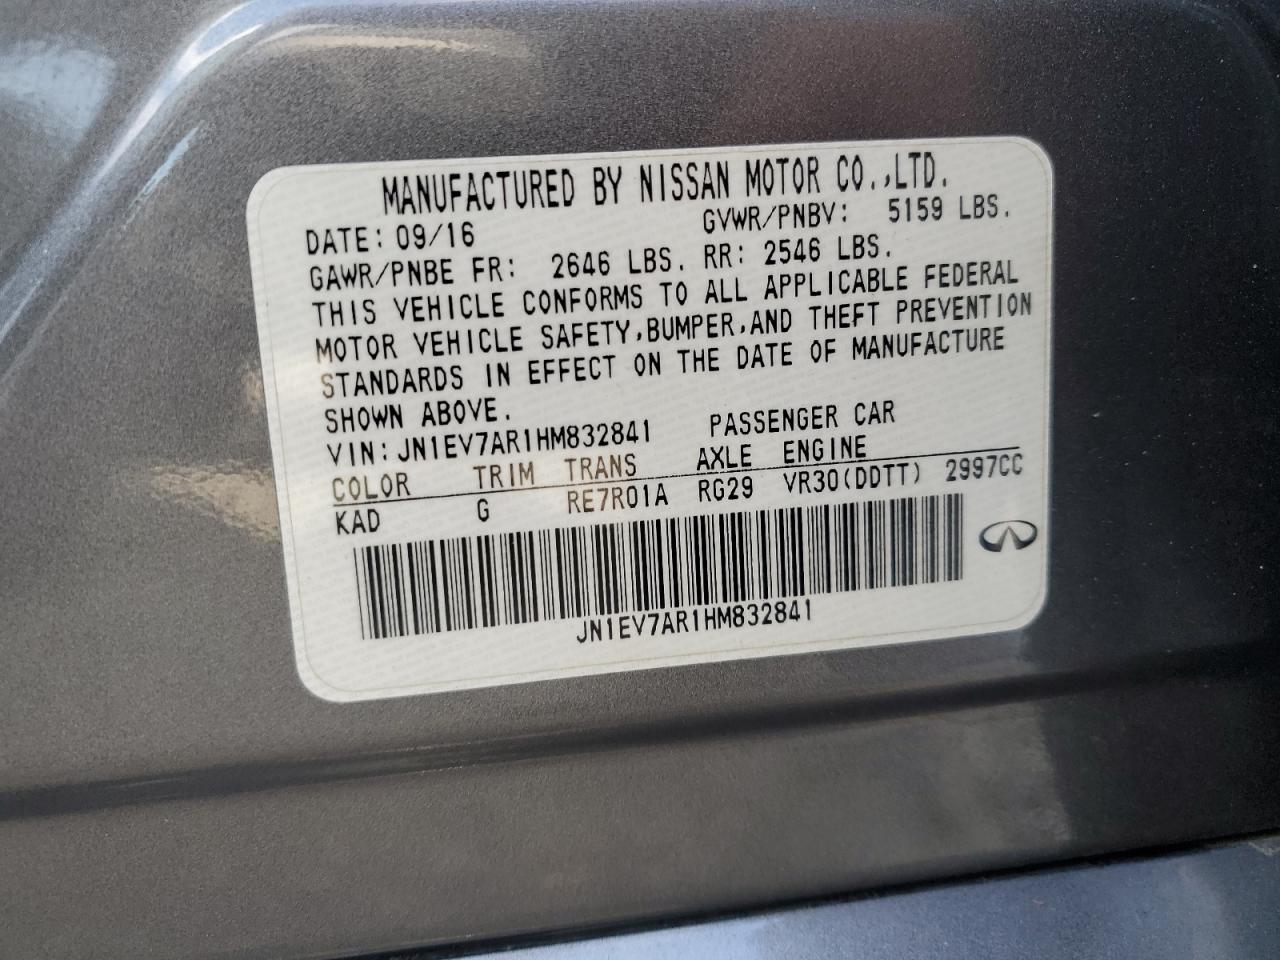 MANUFACTURED BY NISSAN MOTOR CO.,LTD.
DATE: 09/16 GVWR/PNBV: 5159 LBS.
GAWR/PNBE FR: 2646 LBS. RR: 2546 LBS.
THIS VEHICLE CONFORMS TO ALL APPLICABLE FEDERAL
MOTOR VEHICLE SAFETY,BUMPER,AND THEFT PREVENTION
STANDARDS IN EFFECT ON THE DATE OF MANUFACTURE
SHOWN ABOVE.
VIN: JN1EV7AR1HM832841 PASSENGER CAR
COLOR TRIM TRANS AXLE ENGINE
KAD G RE7R01A RG29 VR30(DDTT) 2997CC
JN1EV7AR1HM832841